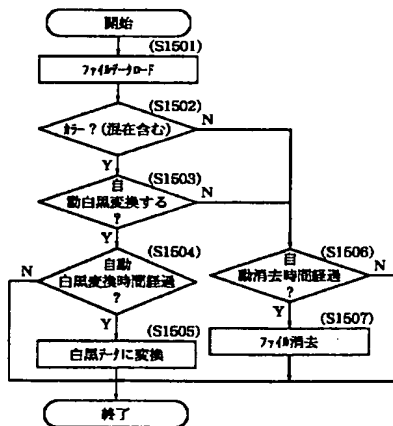 開始
(S1501)
ファイルデータロード
(S1502)
カラー?(混在含む)
N
Y
(S1503)
自
動白黒変換する
?
N
Y
(S1504)
自動
白黒変換時間経過
?
N
Y
(S1505)
白黒データに変換
(S1506)
自
動消去時間経過
?
N
Y
(S1507)
ファイル消去
終了